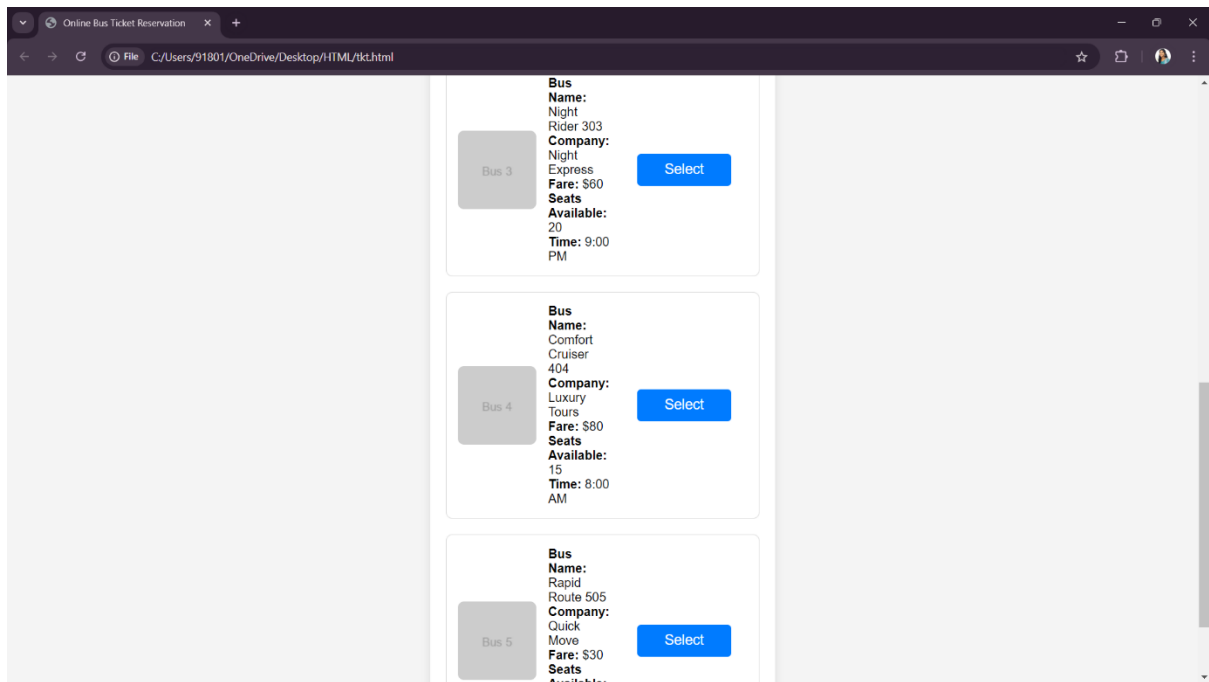 Online Bus Ticket Reservation
File C:/Users/91801/OneDrive/Desktop/HTML/tkt.html
Bus 3
Bus
Name:
Night
Rider 303
Company:
Night
Express
Fare: $60
Seats
Available:
20
Time: 9:00
PM
Select
Bus 4
Bus
Name:
Comfort
Cruiser
404
Company:
Luxury
Tours
Fare: $80
Seats
Available:
15
Time: 8:00
AM
Select
Bus 5
Bus
Name:
Rapid
Route 505
Company:
Quick
Move
Fare: $30
Seats
Select